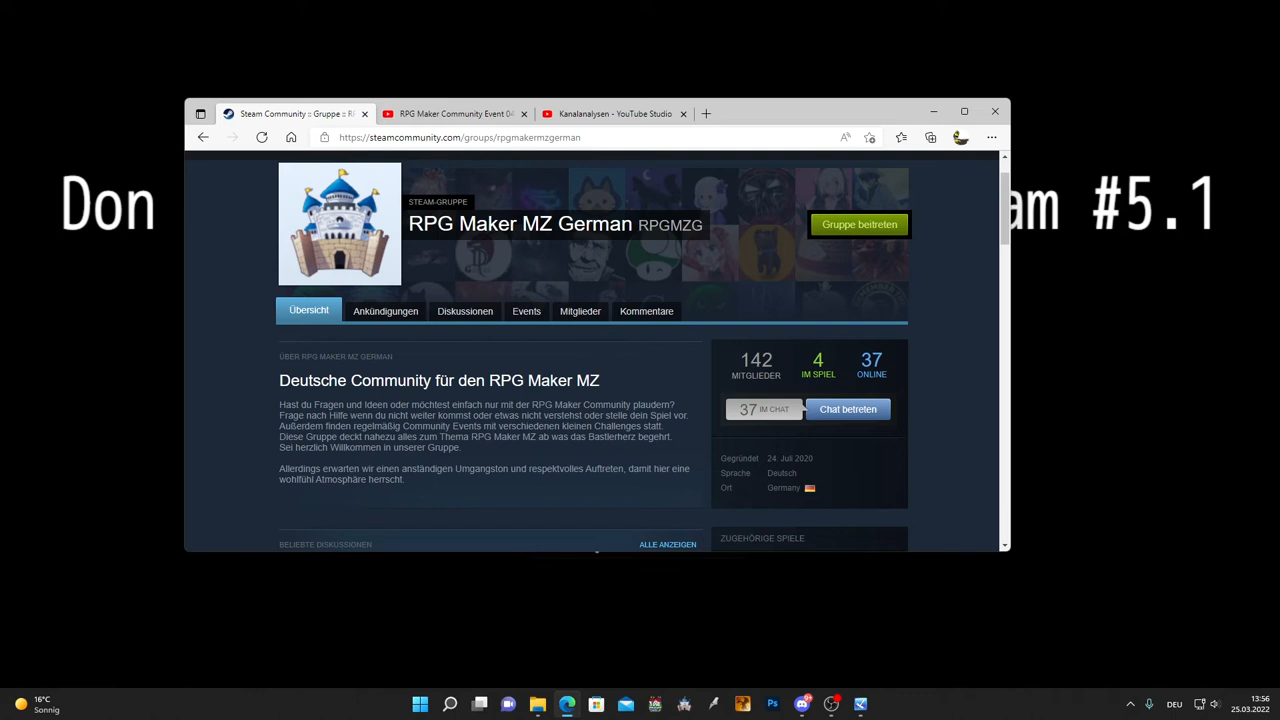 Steam Community :: Gruppe :: RP
RPG Maker Community Event 04
Kanalanalysen - YouTube Studio
https://steamcommunity.com/groups/rpgmakermzgerman
Don
am #5.1
STEAM-GRUPPE
RPG Maker MZ German RPGMZG
Gruppe beitreten
Übersicht
Ankündigungen
Diskussionen
Events
Mitglieder
Kommentare
ÜBER RPG MAKER MZ GERMAN
Deutsche Community für den RPG Maker MZ
Hast du Fragen und Ideen oder möchtest einfach nur mit der RPG Maker Community plaudern?
Frage nach Hilfe wenn du nicht weiter kommst oder etwas nicht verstehst oder stelle dein Spiel vor.
Außerdem finden regelmäßig Community Events mit verschiedenen kleinen Challenges statt.
Diese Gruppe deckt nahezu alles zum Thema RPG Maker MZ ab was das Bastlerherz begehrt.
Sei herzlich Willkommen in unserer Gruppe.
Allerdings erwarten wir einen anständigen Umgangston und respektvolles Auftreten, damit hier eine
wohlfühl Atmosphäre herrscht.
142
MITGLIEDER
4
IM SPIEL
37
ONLINE
37 IM CHAT
Chat betreten
Gegründet 24. Juli 2020
Sprache Deutsch
Ort Germany
BELIEBTE DISKUSSIONEN
ALLE ANZEIGEN
ZUGEHÖRIGE SPIELE
16°C
Sonnig
Ps
9+
DEU
13:56
25.03.2022